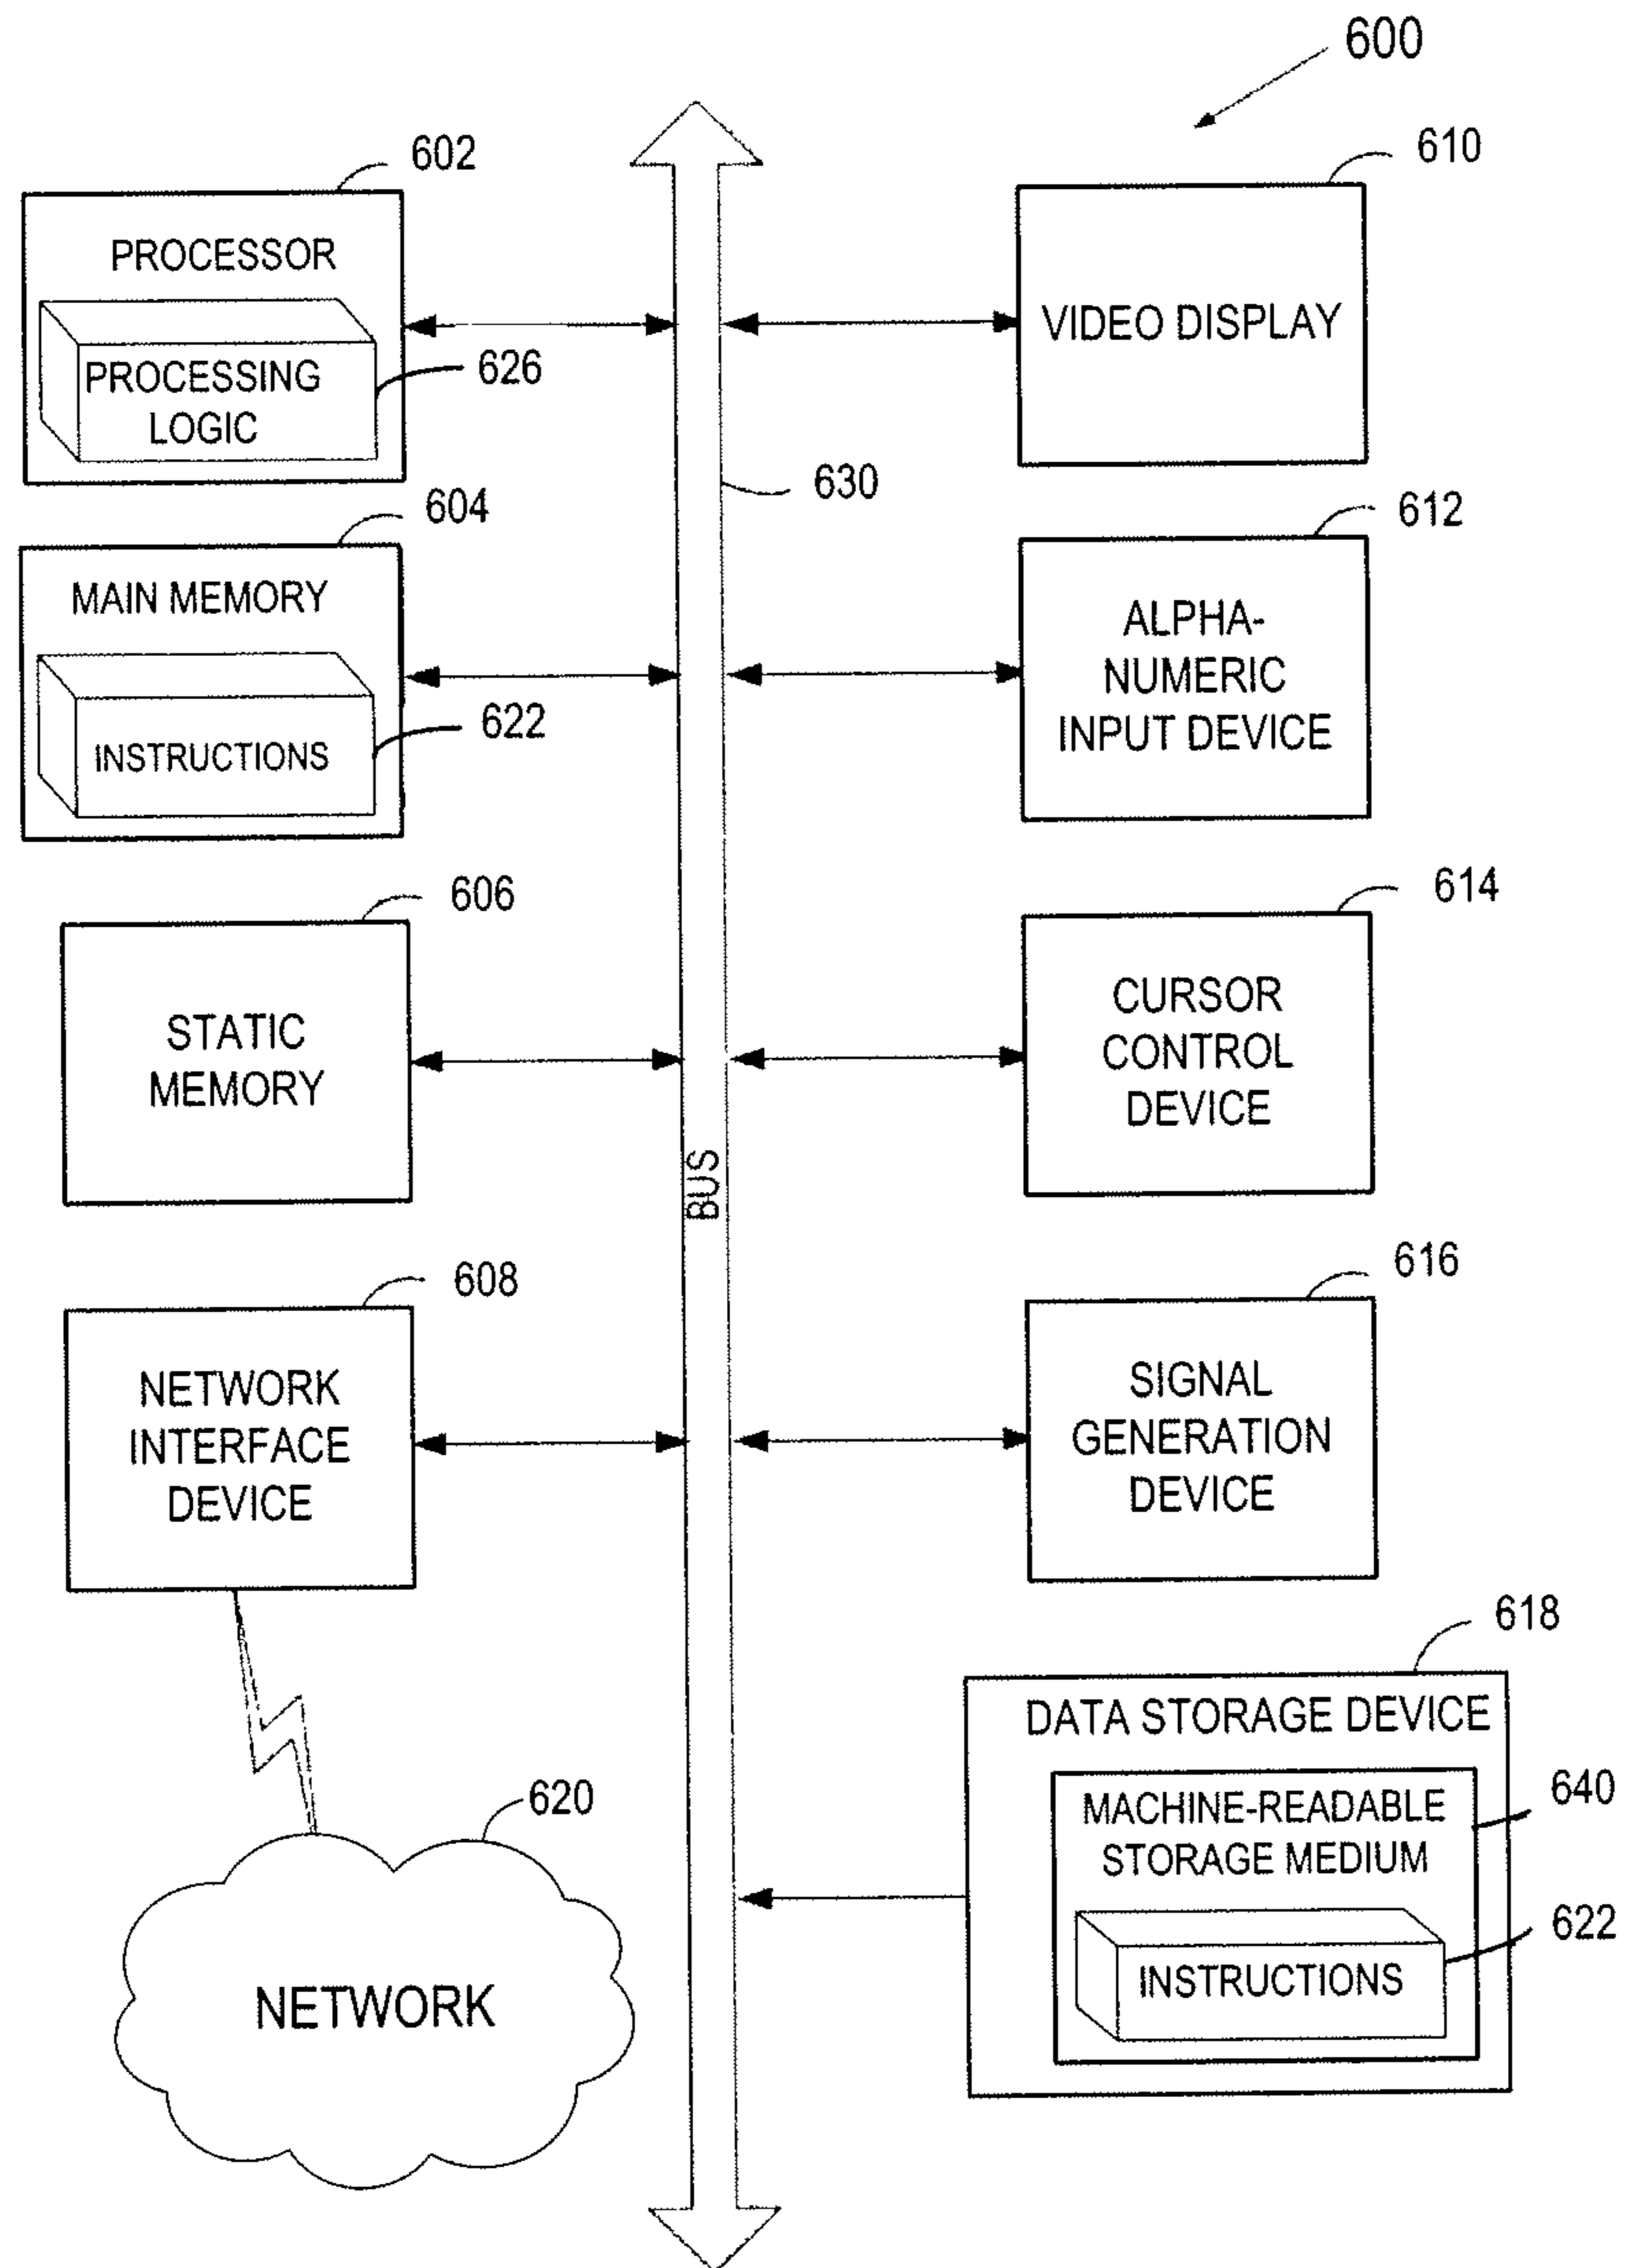 600
602
PROCESSOR
PROCESSING
LOGIC
626
604
MAIN MEMORY
INSTRUCTIONS
622
606
STATIC
MEMORY
608
NETWORK
INTERFACE
DEVICE
620
NETWORK
630
BUS
610
VIDEO DISPLAY
612
ALPHA-
NUMERIC
INPUT DEVICE
614
CURSOR
CONTROL
DEVICE
616
SIGNAL
GENERATION
DEVICE
618
DATA STORAGE DEVICE
640
MACHINE-READABLE
STORAGE MEDIUM
622
INSTRUCTIONS